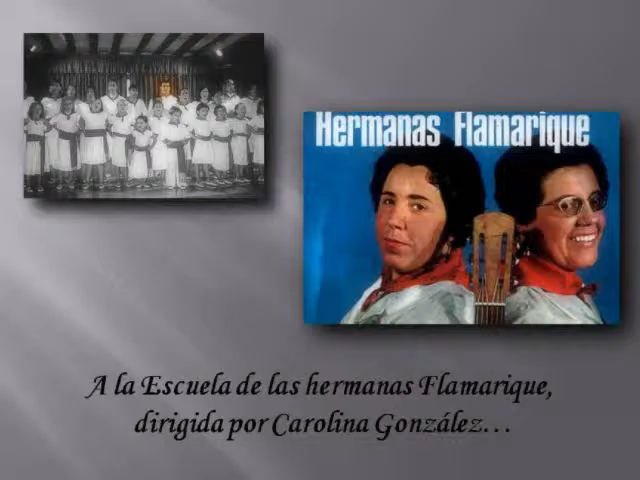 Hermanas Flamarique
A la Escuela de las hermanas Flamarique,
dirigida por Carolina González…